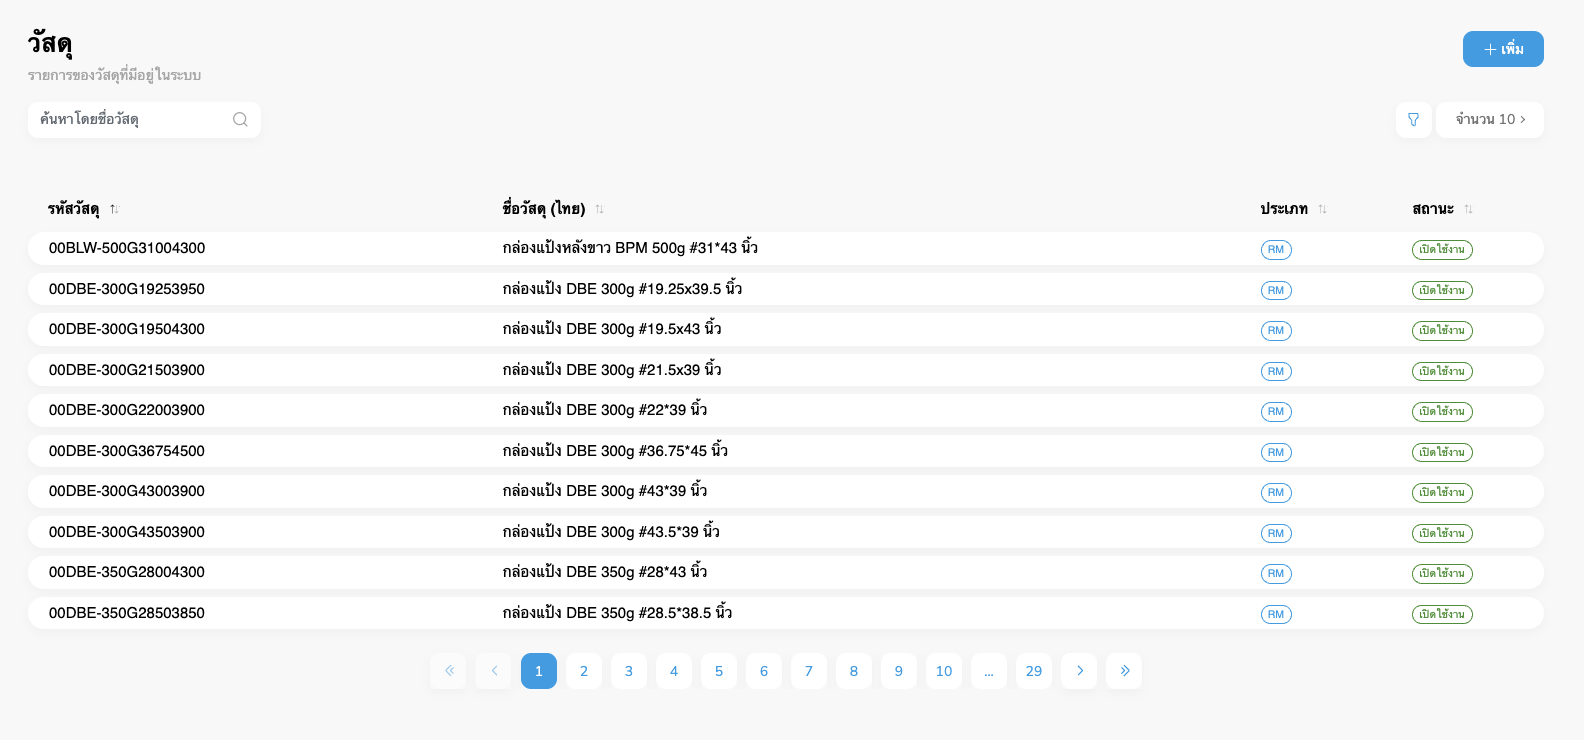 วัสดุ
รายการของวัสดุที่มีอยู่ในระบบ
+ เพิ่ม
ค้นหาโดยชื่อวัสดุ
จำนวน 10 >
รหัสวัสดุ ชื่อวัสดุ (ไทย) ประเภท สถานะ
00BLW-500G31004300 กล่องแป้งหลังขาว BPM 500g #31*43 นิ้ว RM เปิดใช้งาน
00DBE-300G19253950 กล่องแป้ง DBE 300g #19.25x39.5 นิ้ว RM เปิดใช้งาน
00DBE-300G19504300 กล่องแป้ง DBE 300g #19.5x43 นิ้ว RM เปิดใช้งาน
00DBE-300G21503900 กล่องแป้ง DBE 300g #21.5x39 นิ้ว RM เปิดใช้งาน
00DBE-300G22003900 กล่องแป้ง DBE 300g #22*39 นิ้ว RM เปิดใช้งาน
00DBE-300G36754500 กล่องแป้ง DBE 300g #36.75*45 นิ้ว RM เปิดใช้งาน
00DBE-300G43003900 กล่องแป้ง DBE 300g #43*39 นิ้ว RM เปิดใช้งาน
00DBE-300G43503900 กล่องแป้ง DBE 300g #43.5*39 นิ้ว RM เปิดใช้งาน
00DBE-350G28004300 กล่องแป้ง DBE 350g #28*43 นิ้ว RM เปิดใช้งาน
00DBE-350G28503850 กล่องแป้ง DBE 350g #28.5*38.5 นิ้ว RM เปิดใช้งาน
« < 1 2 3 4 5 6 7 8 9 10 ... 29 > »